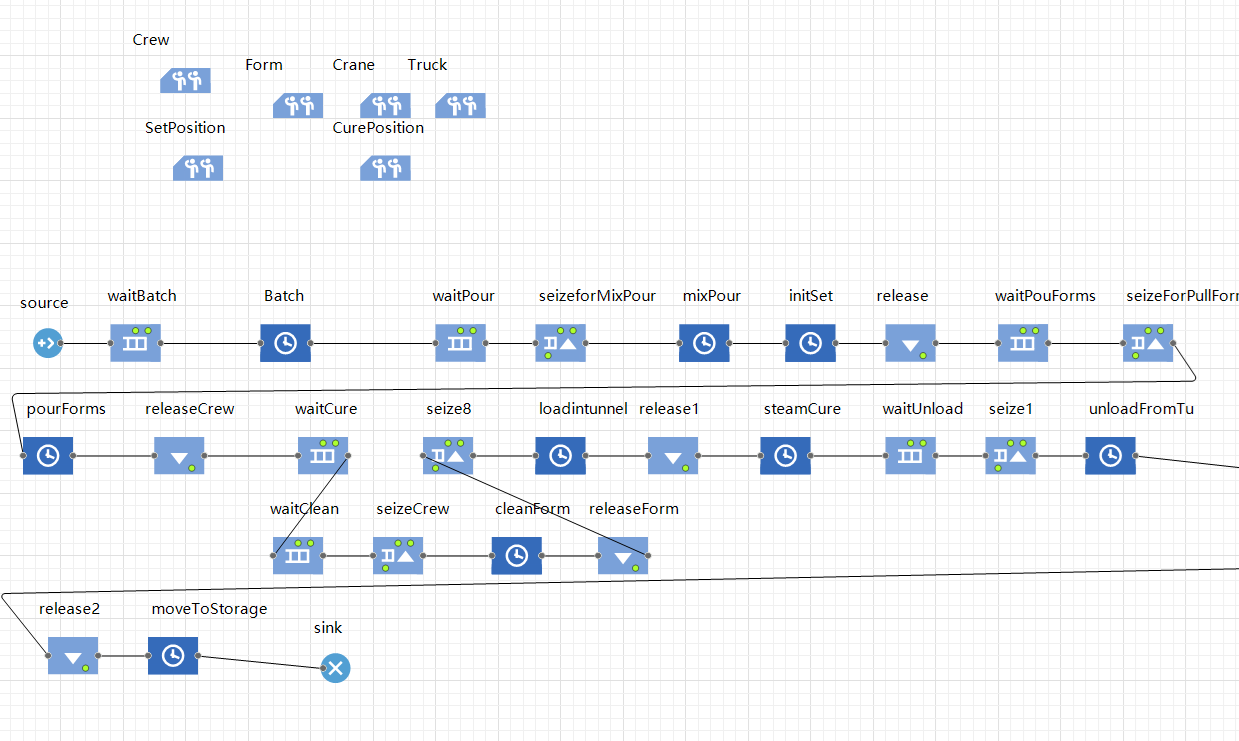 Crew
Form
Crane
Truck
SetPosition
CurePosition
source
waitBatch
Batch
waitPour
seizeforMixPour
mixPour
initSet
release
waitPouForms
seizeForPullForm
pourForms
releaseCrew
waitCure
seize8
loadintunnel
release1
steamCure
waitUnload
seize1
unloadFromTu
waitClean
seizeCrew
cleanForm
releaseForm
release2
moveToStorage
sink